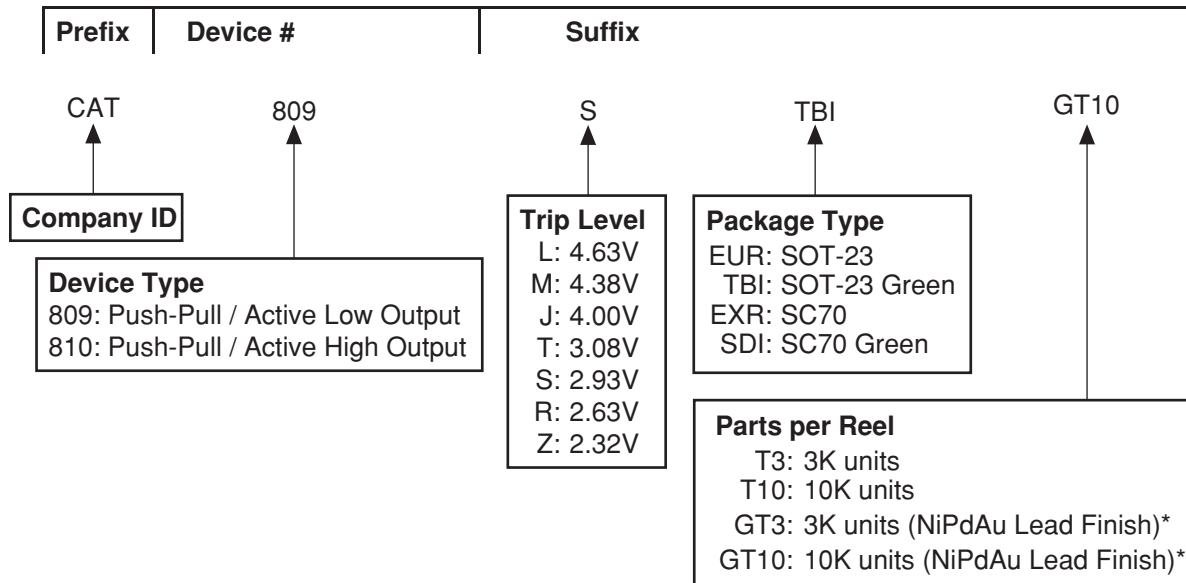 Prefix Device # Suffix
CAT 809 S TBI GT10
Company ID
Device Type
809: Push-Pull / Active Low Output
810: Push-Pull / Active High Output
Trip Level
L: 4.63V
M: 4.38V
J: 4.00V
T: 3.08V
S: 2.93V
R: 2.63V
Z: 2.32V
Package Type
EUR: SOT-23
TBI: SOT-23 Green
EXR: SC70
SDI: SC70 Green
Parts per Reel
T3: 3K units
T10: 10K units
GT3: 3K units (NiPdAu Lead Finish)*
GT10: 10K units (NiPdAu Lead Finish)*